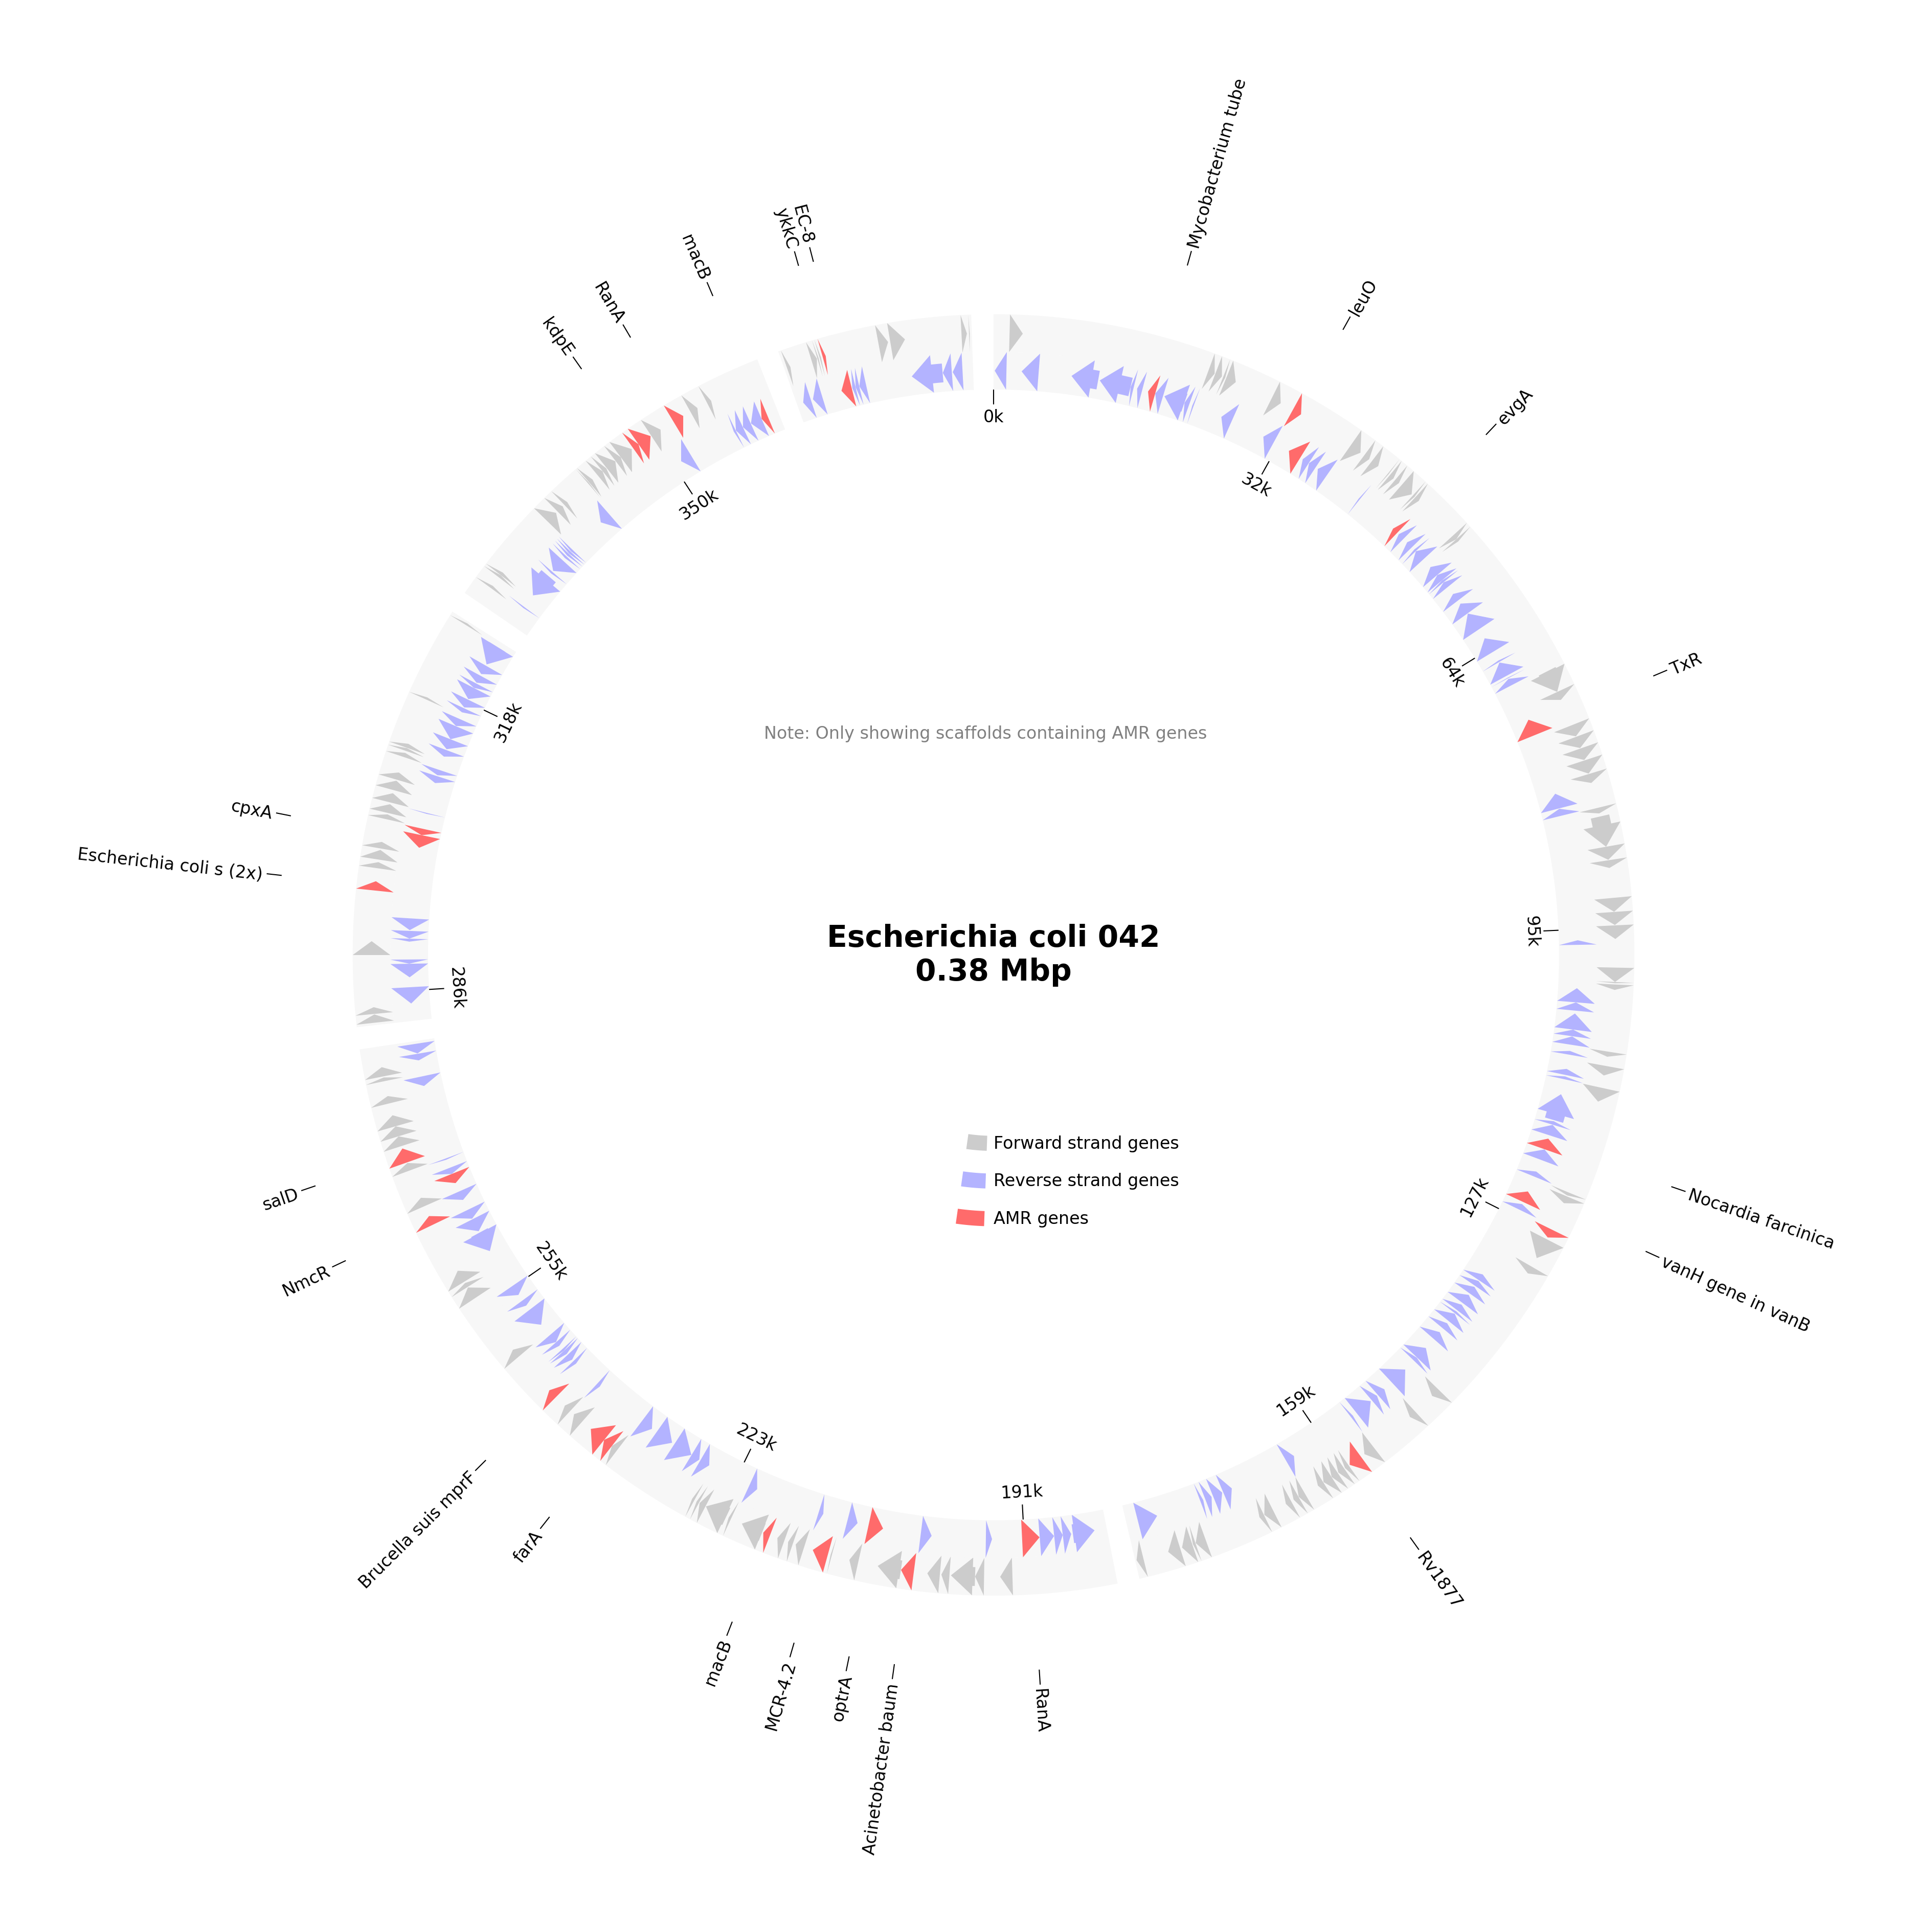 Mycobacterium tube
leuO
evgA
TxR
Nocardia farcinica
vanH gene in vanB
Rv1877
RanA
Acinetobacter baum
optrA
MCR-4.2
macB
farA
Brucella suis mprF
NmcR
salD
Escherichia coli s (2x)
cpxA
kdpE
RanA
macB
ykkC
EC-8
0k
32k
64k
95k
127k
159k
191k
223k
255k
286k
318k
350k
Note: Only showing scaffolds containing AMR genes
Escherichia coli 042
0.38 Mbp
Forward strand genes
Reverse strand genes
AMR genes